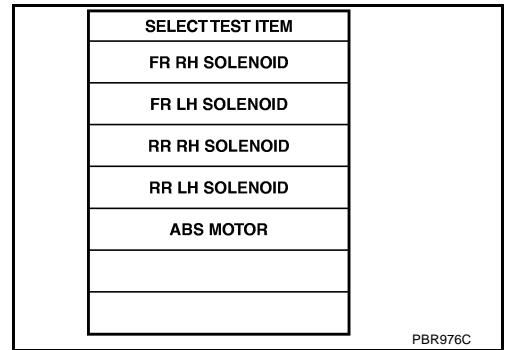 SELECT TEST ITEM
FR RH SOLENOID
FR LH SOLENOID
RR RH SOLENOID
RR LH SOLENOID
ABS MOTOR
PBR976C